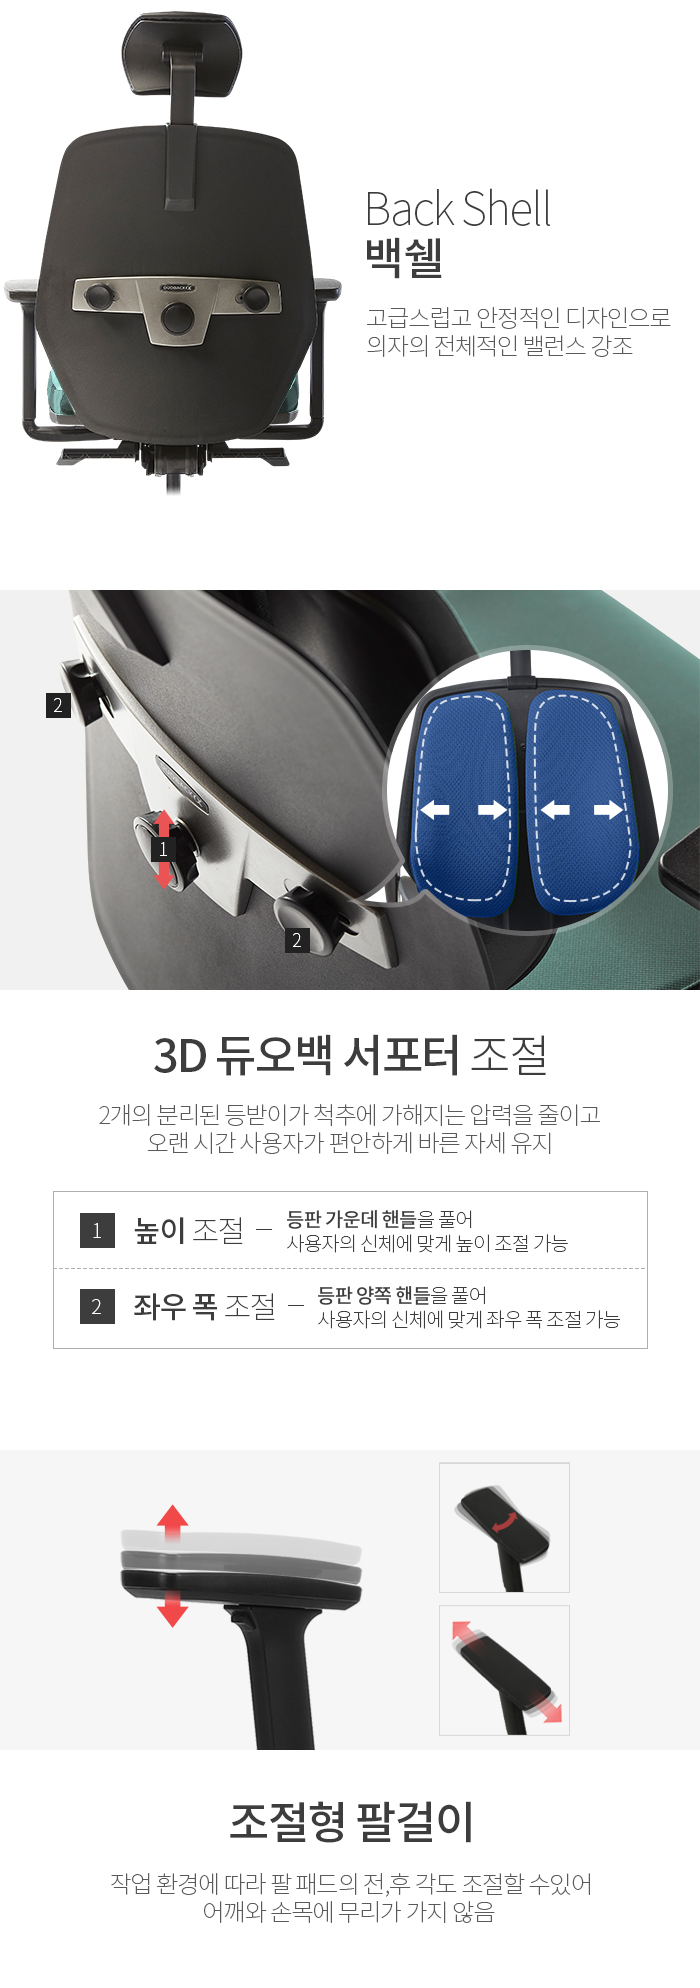 DUOBACK α
Back Shell
백쉘
고급스럽고 안정적인 디자인으로
의자의 전체적인 밸런스 강조
2
1
2
3D 듀오백 서포터 조절
2개의 분리된 등받이가 척추에 가해지는 압력을 줄이고
오랜 시간 사용자가 편안하게 바른 자세 유지
1 높이 조절 – 등판 가운데 핸들을 풀어
사용자의 신체에 맞게 높이 조절 가능
2 좌우 폭 조절 – 등판 양쪽 핸들을 풀어
사용자의 신체에 맞게 좌우 폭 조절 가능
조절형 팔걸이
작업 환경에 따라 팔 패드의 전,후 각도 조절할 수있어
어깨와 손목에 무리가 가지 않음